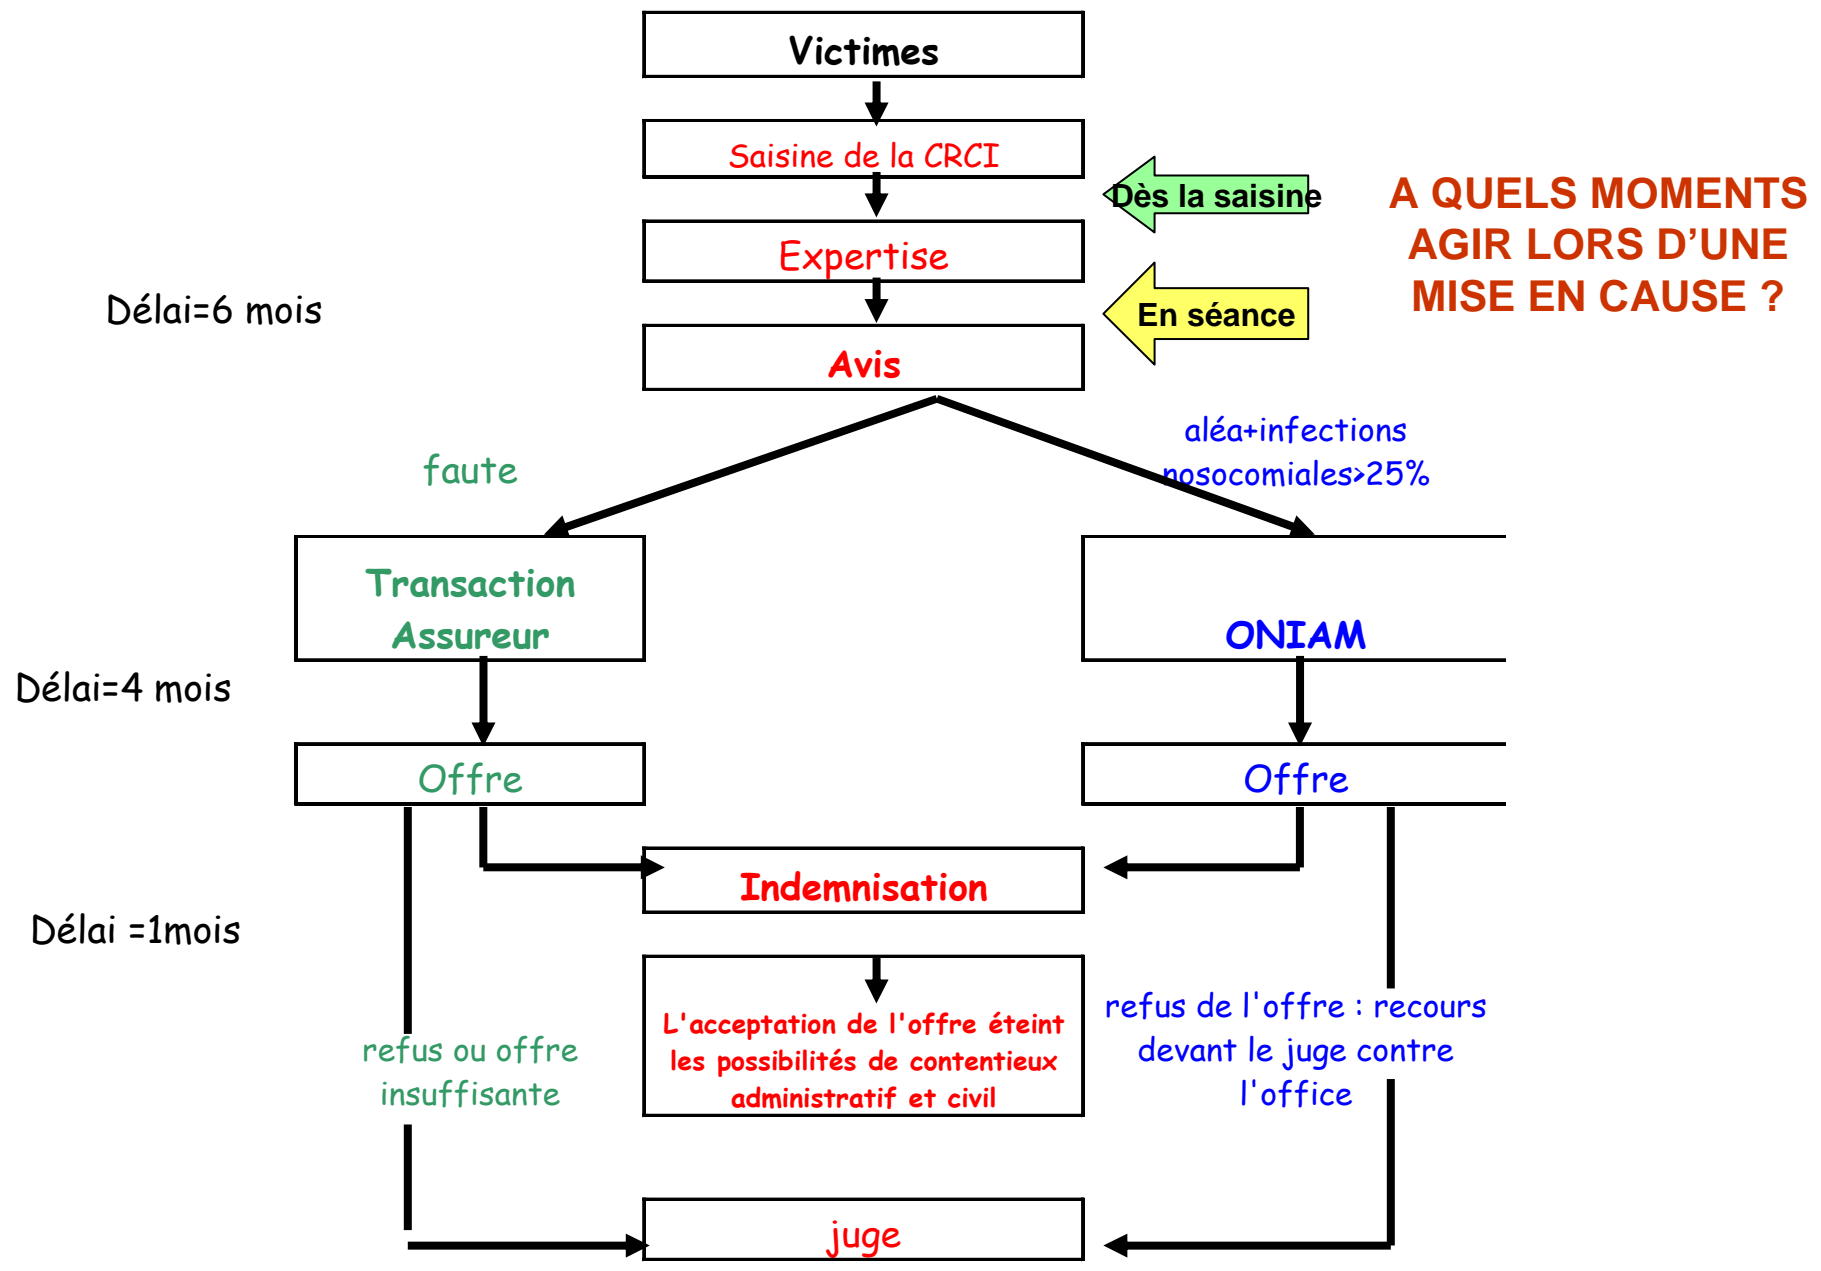 Victimes
Saisine de la CRCI
Dès la saisine
A QUELS MOMENTS
AGIR LORS D’UNE
MISE EN CAUSE ?
Expertise
Délai=6 mois
En séance
Avis
faute
aléa+infections
nosocomiales>25%
Transaction
Assureur
ONIAM
Délai=4 mois
Offre
Offre
Indemnisation
Délai =1mois
L'acceptation de l'offre éteint
les possibilités de contentieux
administratif et civil
refus ou offre
insuffisante
refus de l'offre : recours
devant le juge contre
l'office
juge